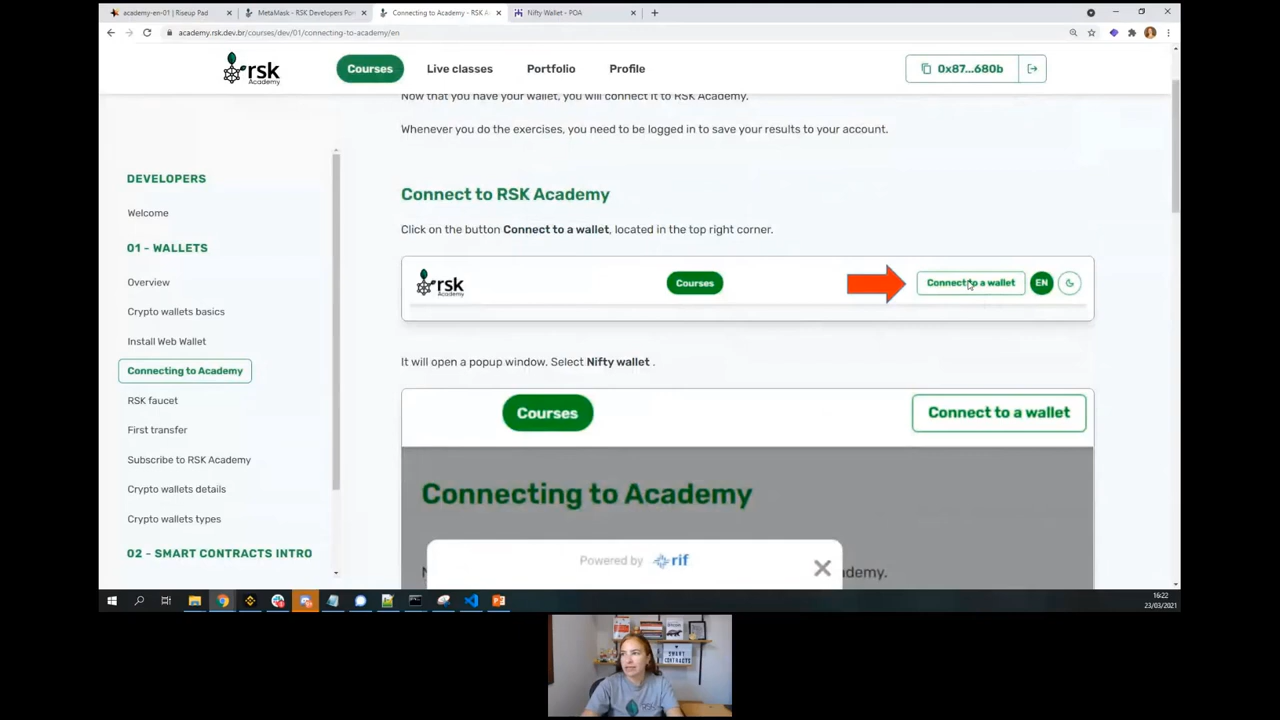 academy-en-01 | Riseup Pad
MetaMask - RSK Developers Po
Connecting to Academy - RSK A
Nifty Wallet - POA
academy.rsk.dev.br/courses/dev/01/connecting-to-academy/en
rsk Academy
Courses
Live classes
Portfolio
Profile
0x87...680b
DEVELOPERS
Welcome
01 - WALLETS
Overview
Crypto wallets basics
Install Web Wallet
Connecting to Academy
RSK faucet
First transfer
Subscribe to RSK Academy
Crypto wallets details
Crypto wallets types
02 - SMART CONTRACTS INTRO
Now that you have your wallet, you will connect it to RSK Academy.
Whenever you do the exercises, you need to be logged in to save your results to your account.
Connect to RSK Academy
Click on the button Connect to a wallet, located in the top right corner.
rsk Academy
Courses
Connect to a wallet
EN
It will open a popup window. Select Nifty wallet .
Courses
Connect to a wallet
Connecting to Academy
Powered by rif
demy.
16:22
23/03/2021
SMART
CONTRACTS